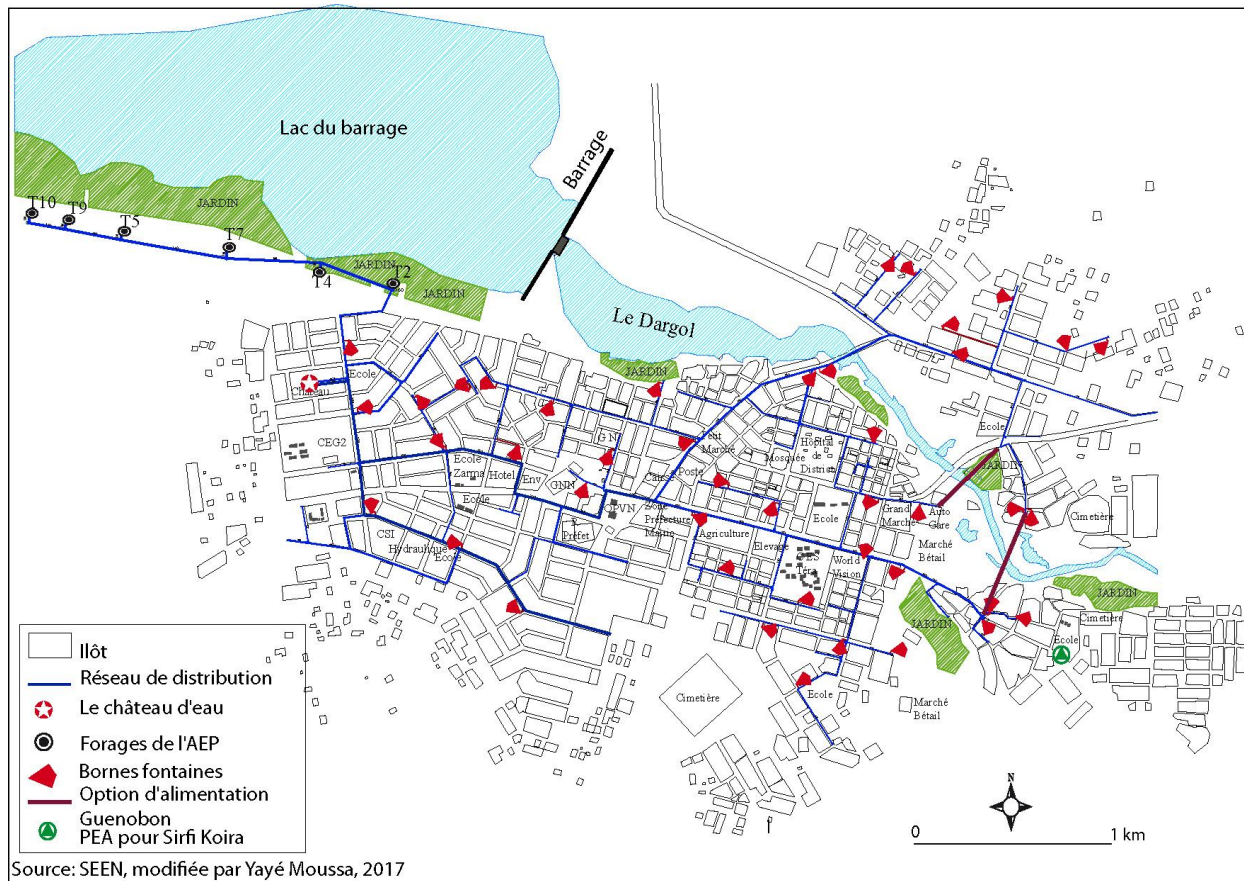 Lac du barrage
Barrage
JARDIN
T10
T9
T5
T7
T4
JARDIN
T2
JARDIN
Le Dargol
JARDIN
Ecole
Château
CEG2
Ecole
Zarma
Hotel
Env
GNN
Ecole
G N
Petit
Marché
Poste
Caisse
Mosquée
Hôpital
de
District
Ecole
JARDIN
OPVN
Zone
Préfecture
Mairie
Préfet
Ecole
Grand
Marché
Auto
Gare
Marché
Bétail
Cimetière
CSI
Hydraulique
Ecole
Agriculture
Elevage
CES
Téra
World
Vision
JARDIN
JARDIN
Cimetière
Ecole
Cimetière
Ecole
Marché
Bétail
Ilôt
Réseau de distribution
Le château d'eau
Forages de l'AEP
Bornes fontaines
Option d'alimentation
Guenobon
PEA pour Sirfi Koira
N
0
1 km
Source: SEEN, modifiée par Yayé Moussa, 2017